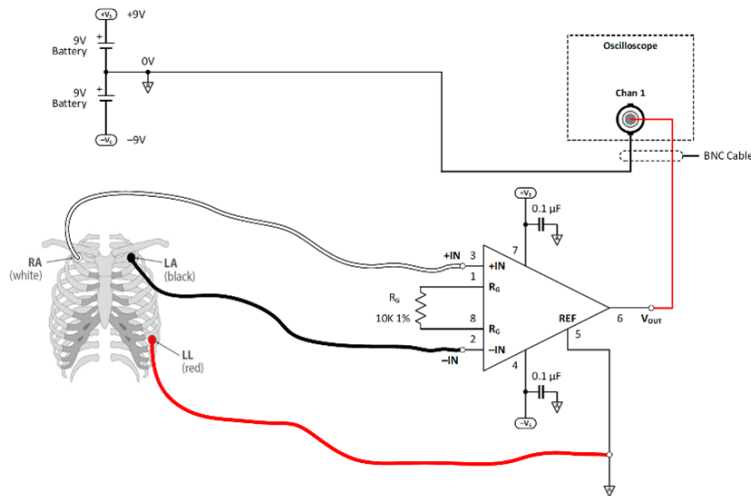 +Vs +9V
9V
Battery
+
0V
9V
Battery
+
-Vs -9V
A
Oscilloscope
Chan 1
BNC Cable
+Vs
0.1 µF
A
RA
(white)
LA
(black)
LL
(red)
+IN 3 +IN
7
1 RG
RG
10K 1%
8 RG
2
-IN -IN
REF
5
6
VOUT
4
0.1 µF
A
-Vs
A